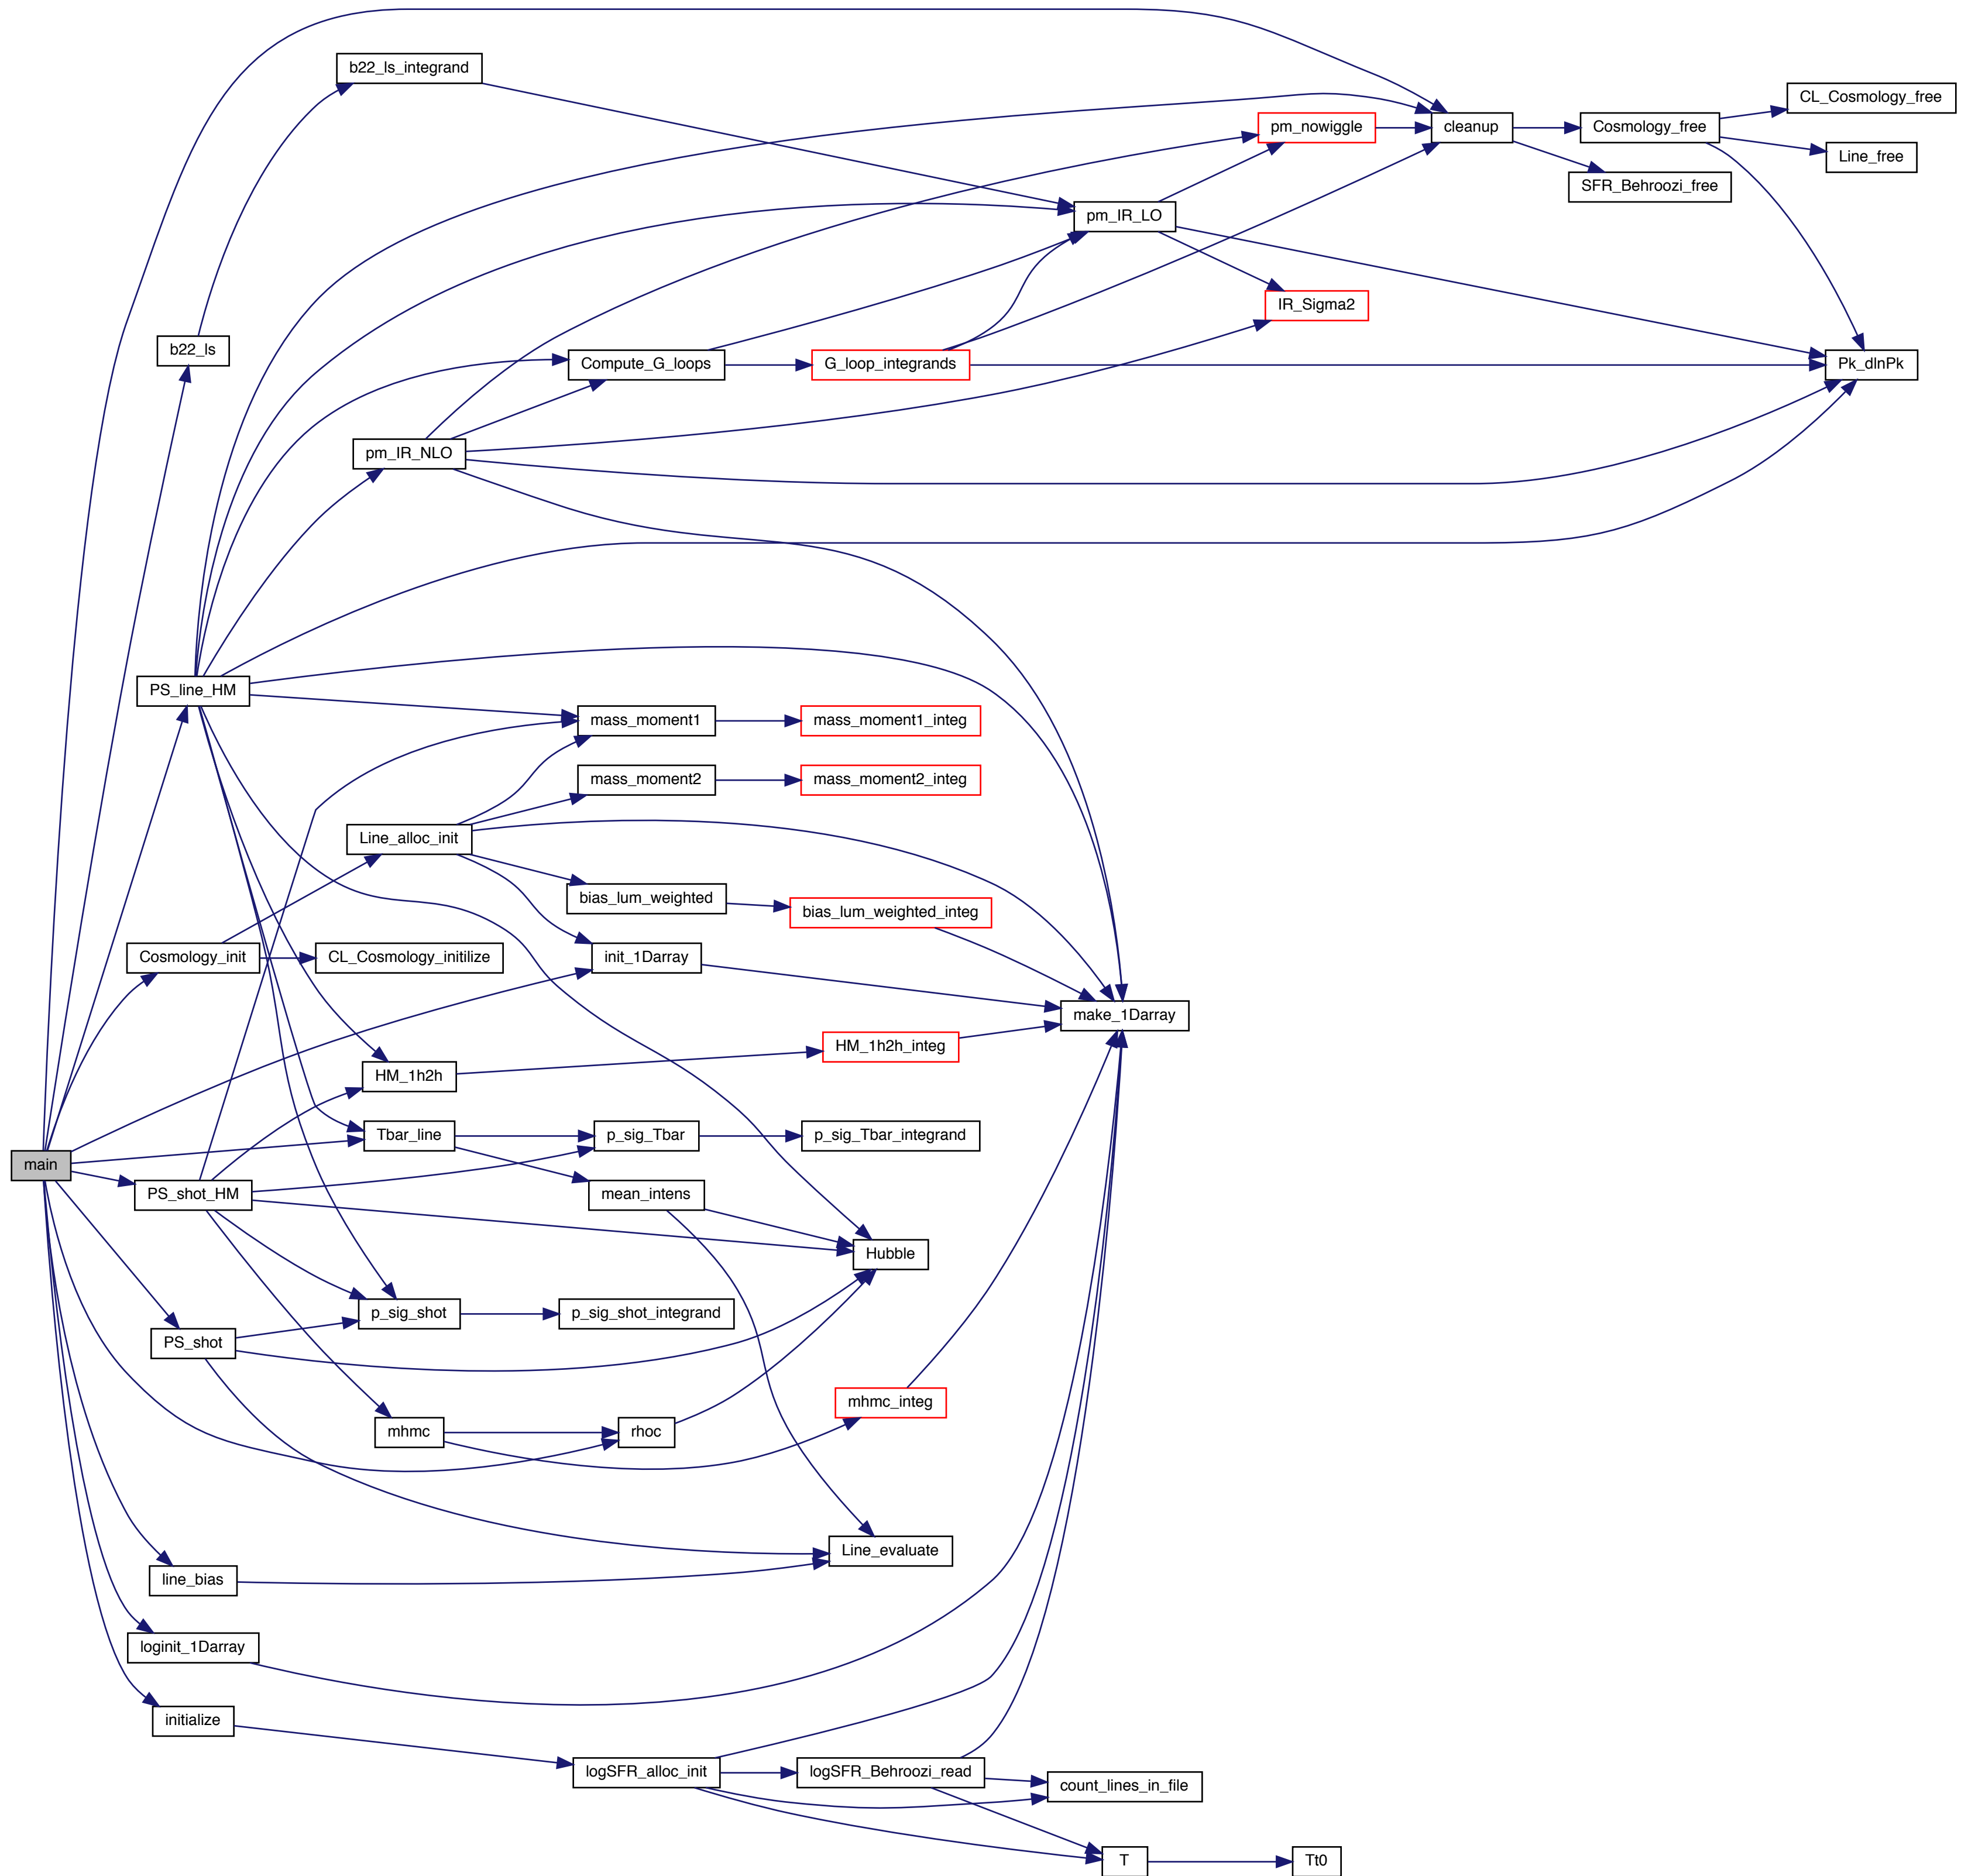 b22_ls_integrand
CL_Cosmology_free
pm_nowiggle
cleanup
Cosmology_free
Line_free
SFR_Behroozi_free
pm_IR_LO
IR_Sigma2
b22_ls
Compute_G_loops
G_loop_integrands
Pk_dlnPk
pm_IR_NLO
PS_line_HM
mass_moment1
mass_moment1_integ
mass_moment2
mass_moment2_integ
Line_alloc_init
bias_lum_weighted
bias_lum_weighted_integ
Cosmology_init
CL_Cosmology_initilize
init_1Darray
make_1Darray
HM_1h2h_integ
HM_1h2h
Tbar_line
p_sig_Tbar
p_sig_Tbar_integrand
main
PS_shot_HM
mean_intens
Hubble
p_sig_shot
p_sig_shot_integrand
PS_shot
mhmc_integ
mhmc
rhoc
Line_evaluate
line_bias
loginit_1Darray
initialize
logSFR_alloc_init
logSFR_Behroozi_read
count_lines_in_file
T
Tt0